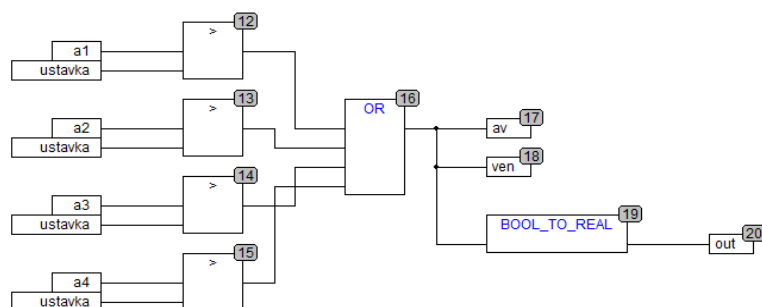 12
>
a1
ustavka
13
>
a2
ustavka
14
>
a3
ustavka
15
>
a4
ustavka
16
OR
17
av
18
ven
19
BOOL_TO_REAL
20
out